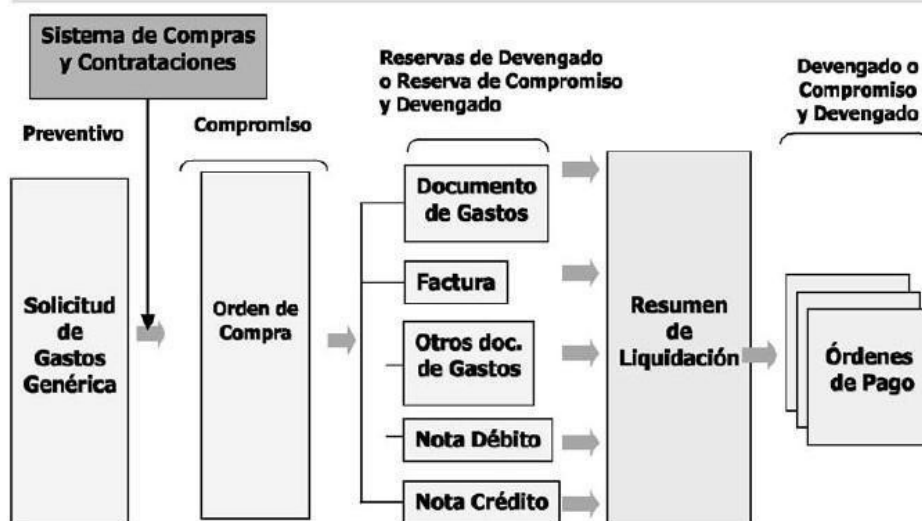 Sistema de Compras
y Contrataciones
Reservas de Devengado
o Reserva de Compromiso
y Devengado
Devengado o
Compromiso
y Devengado
Preventivo
Compromiso
Solicitud
de
Gastos
Genérica
Orden de
Compra
Documento
de Gastos
Factura
Otros doc.
de Gastos
Nota Débito
Nota Crédito
Resumen
de
Liquidación
Órdenes
de Pago